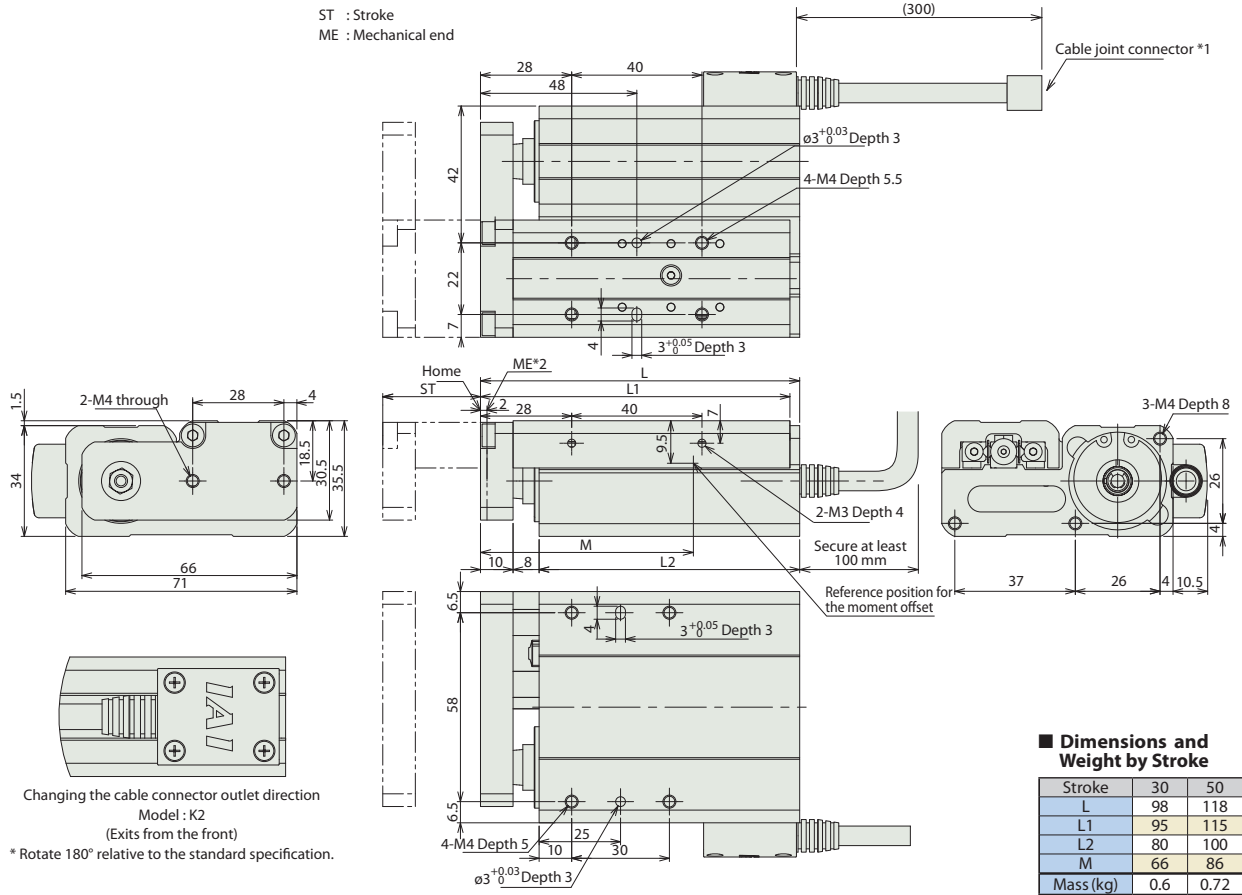 ST : Stroke
ME : Mechanical end
(300)
Cable joint connector *1
28
40
48
ø3 +0.03 0 Depth 3
4-M4 Depth 5.5
42
22
7
4
3 +0.05 0 Depth 3
Home
ME*2
ST
L
L1
2
28
40
7
9.5
2-M3 Depth 4
M
10
8
L2
Secure at least
100 mm
Reference position for
the moment offset
1.5
2-M4 through
28
4
34
18.5
30.5
35.5
66
71
3-M4 Depth 8
26
4
37
26
4
10.5
6.5
4
3 +0.05 0 Depth 3
58
6.5
25
4-M4 Depth 5
10
30
ø3 +0.03 0 Depth 3
IAI
Changing the cable connector outlet direction
Model : K2
(Exits from the front)
* Rotate 180° relative to the standard specification.
■ Dimensions and
Weight by Stroke
Stroke 30 50
L 98 118
L1 95 115
L2 80 100
M 66 86
Mass (kg) 0.6 0.72